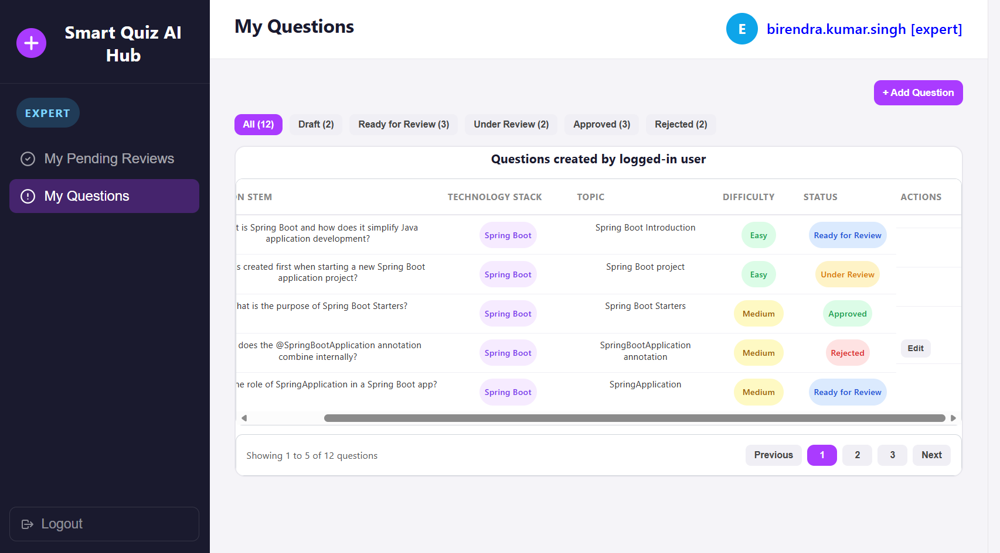 Smart Quiz AI
Hub
EXPERT
My Pending Reviews
My Questions
Logout
My Questions
E
birendra.kumar.singh [expert]
+ Add Question
All (12)
Draft (2)
Ready for Review (3)
Under Review (2)
Approved (3)
Rejected (2)
Questions created by logged-in user
N STEM TECHNOLOGY STACK TOPIC DIFFICULTY STATUS ACTIONS
t is Spring Boot and how does it simplify Java
application development?
Spring Boot
Spring Boot Introduction
Easy
Ready for Review
s created first when starting a new Spring Boot
application project?
Spring Boot
Spring Boot project
Easy
Under Review
hat is the purpose of Spring Boot Starters?
Spring Boot
Spring Boot Starters
Medium
Approved
does the @SpringBootApplication annotation
combine internally?
Spring Boot
SpringBootApplication
annotation
Medium
Rejected
Edit
he role of SpringApplication in a Spring Boot app?
Spring Boot
SpringApplication
Medium
Ready for Review
Showing 1 to 5 of 12 questions
Previous 1 2 3 Next